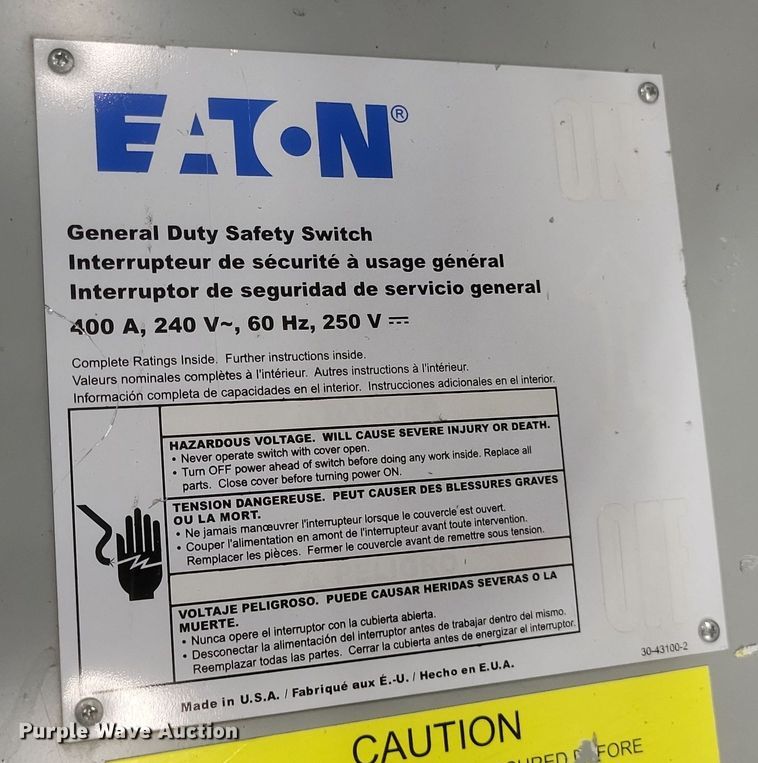 EATON®
ON
General Duty Safety Switch
Interrupteur de sécurité à usage général
Interruptor de seguridad de servicio general
400 A, 240 V~, 60 Hz, 250 V ⎓
Complete Ratings Inside. Further instructions inside.
Valeurs nominales complètes à l'intérieur. Autres instructions à l'intérieur.
Información completa de capacidades en el interior. Instrucciones adicionales en el interior.
HAZARDOUS VOLTAGE. WILL CAUSE SEVERE INJURY OR DEATH.
• Never operate switch with cover open.
• Turn OFF power ahead of switch before doing any work inside. Replace all
parts. Close cover before turning power ON.
TENSION DANGEREUSE. PEUT CAUSER DES BLESSURES GRAVES
OU LA MORT.
• Ne jamais manœuvrer l'interrupteur lorsque le couvercle est ouvert.
• Couper l'alimentation en amont de l'interrupteur avant toute intervention.
Remplacer les pièces. Fermer le couvercle avant de remettre sous tension.
VOLTAJE PELIGROSO. PUEDE CAUSAR HERIDAS SEVERAS O LA
MUERTE.
• Nunca opere el interruptor con la cubierta abierta.
• Desconectar la alimentación del interruptor antes de trabajar dentro del mismo.
Reemplazar todas las partes. Cerrar la cubierta antes de energizar el interruptor.
OFF
30-43100-2
Made in U.S.A. / Fabriqué aux É.-U. / Hecho en E.U.A.
CAUTION
Purple Wave Auction